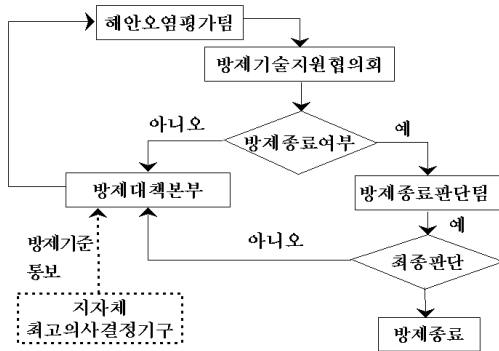 해안오염평가팀
방제기술지원협의회
아니오
방제종료여부
예
방제대책본부
방제종료판단팀
방제기준
통보
아니오
예
최종판단
지자체
최고의사결정기구
방제종료